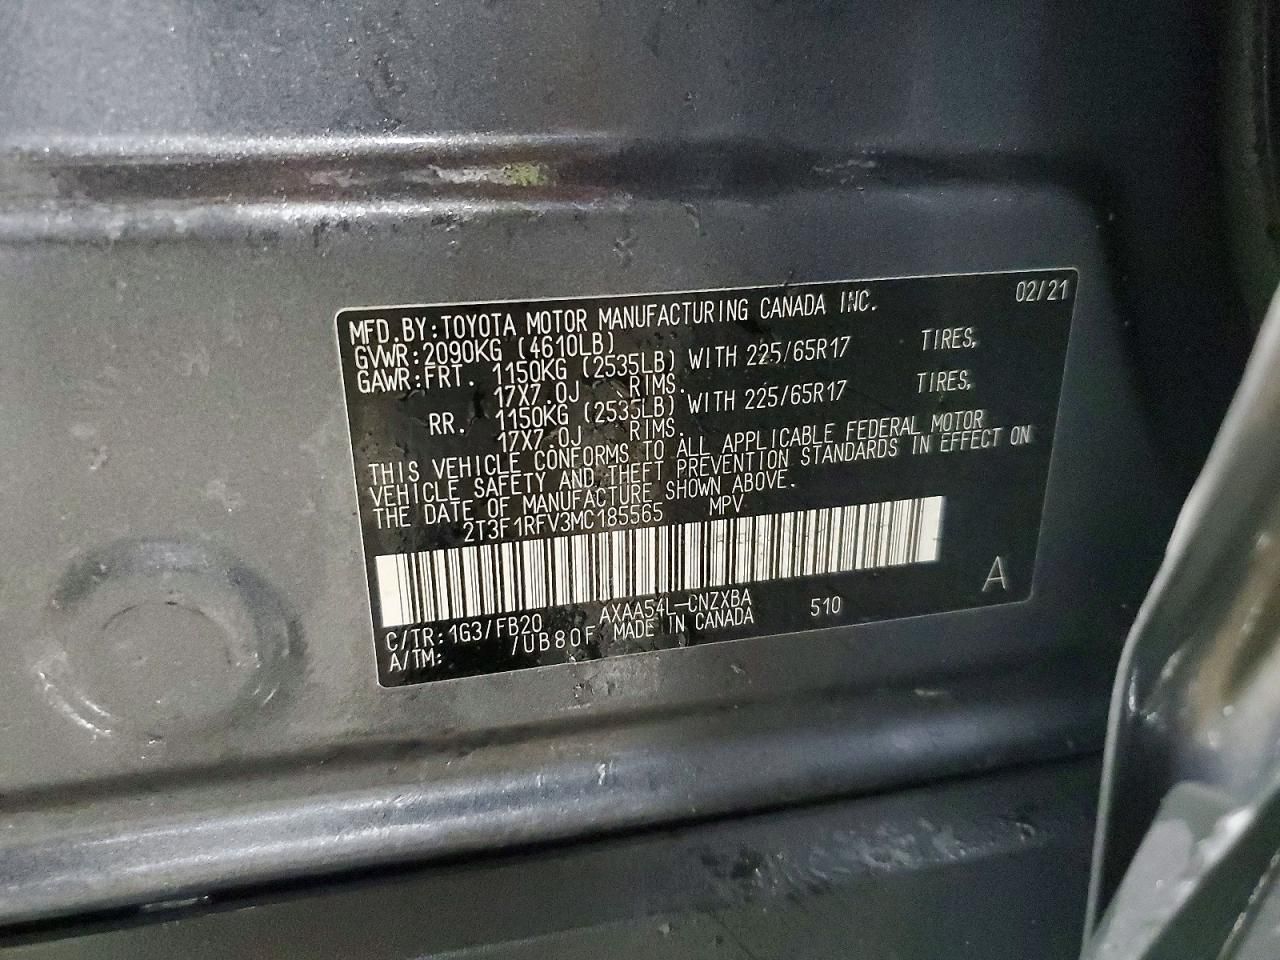 MFD.BY:TOYOTA MOTOR MANUFACTURING CANADA INC. 02/21
GVWR:2090KG (4610LB)
GAWR:FRT. 1150KG (2535LB) WITH 225/65R17 TIRES,
17X7.0J RIMS.
RR. 1150KG (2535LB) WITH 225/65R17 TIRES,
17X7.0J RIMS.
THIS VEHICLE CONFORMS TO ALL APPLICABLE FEDERAL MOTOR
VEHICLE SAFETY AND THEFT PREVENTION STANDARDS IN EFFECT ON
THE DATE OF MANUFACTURE SHOWN ABOVE.
2T3F1RFV3MC185565 MPV
A
C/TR:1G3/FB20 AXAA54L-CNZXBA 510
A/TM: /UB80F MADE IN CANADA